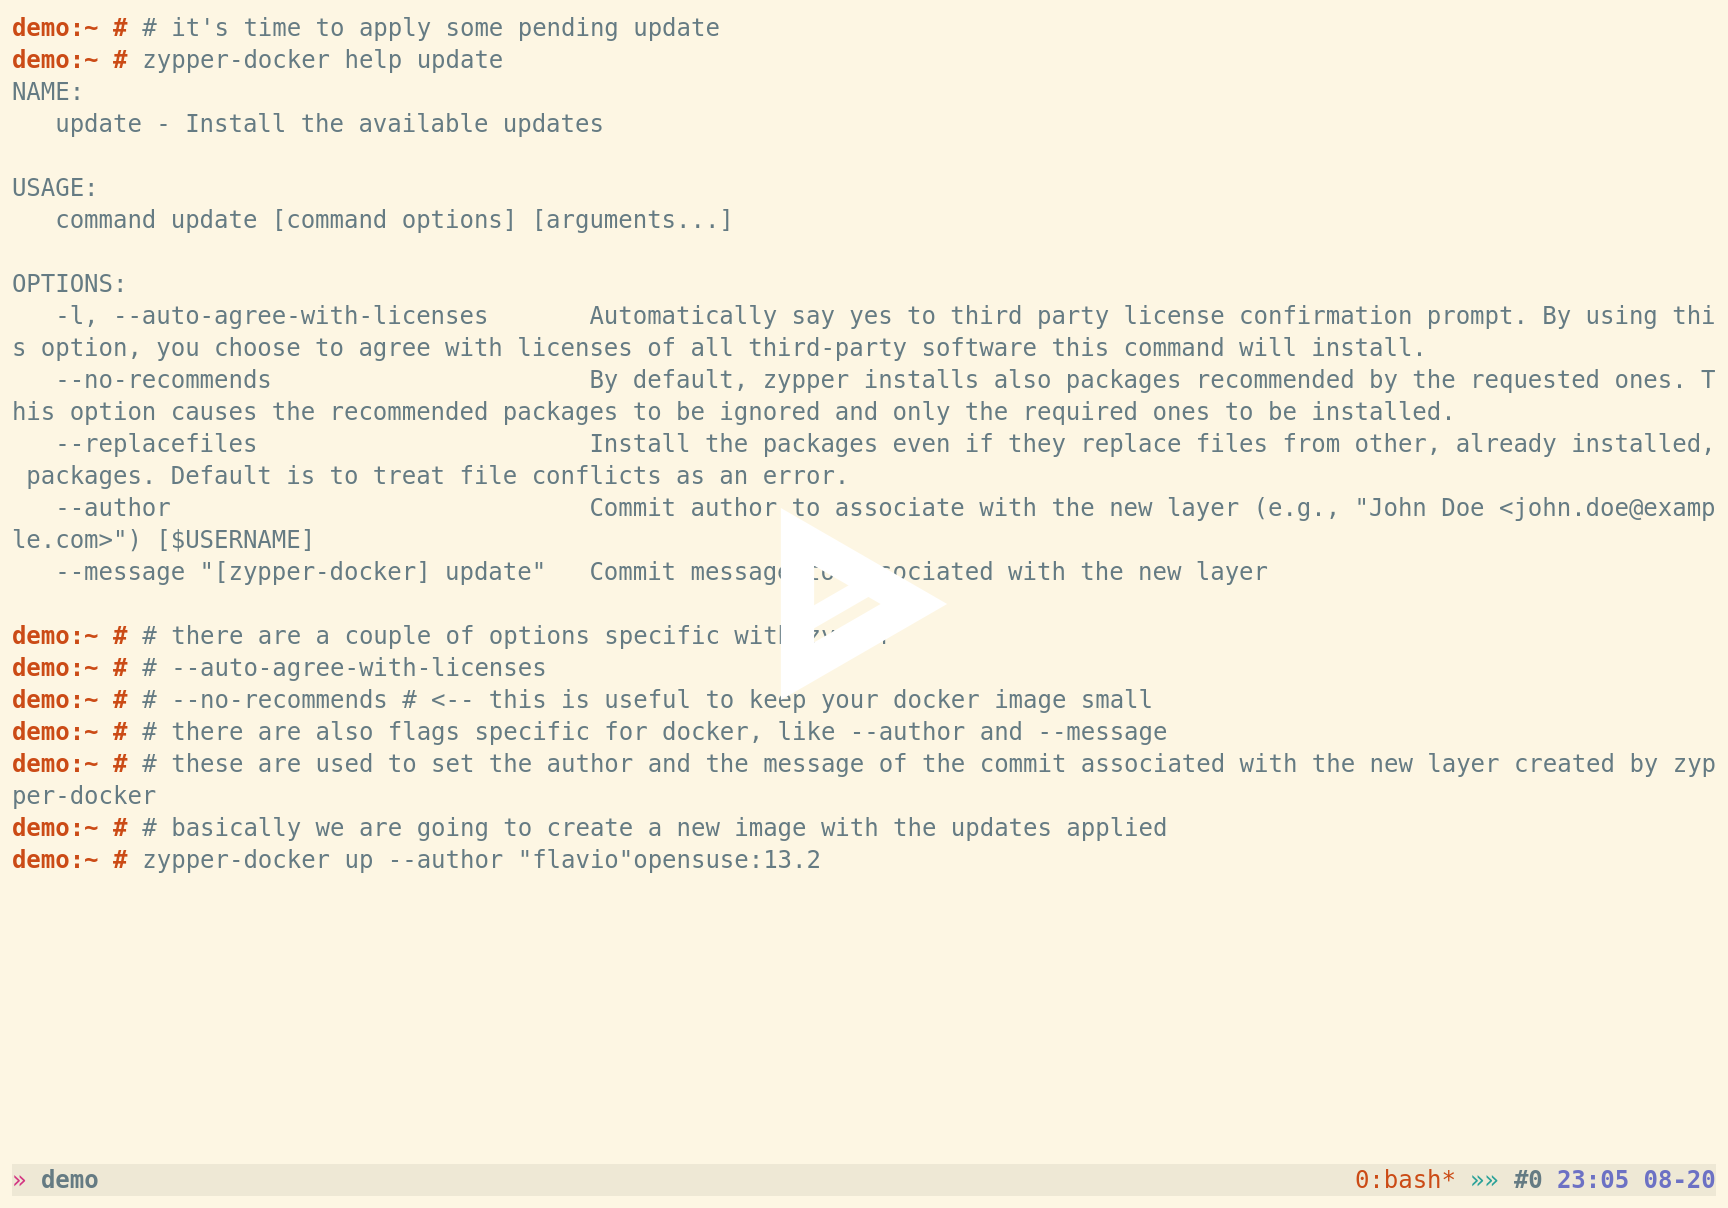 demo:~ # # it's time to apply some pending update
demo:~ # zypper-docker help update
NAME:
   update - Install the available updates

USAGE:
   command update [command options] [arguments...]

OPTIONS:
   -l, --auto-agree-with-licenses       Automatically say yes to third party license confirmation prompt. By using thi
s option, you choose to agree with licenses of all third-party software this command will install.
   --no-recommends                      By default, zypper installs also packages recommended by the requested ones. T
his option causes the recommended packages to be ignored and only the required ones to be installed.
   --replacefiles                       Install the packages even if they replace files from other, already installed,
 packages. Default is to treat file conflicts as an error.
   --author                             Commit author to associate with the new layer (e.g., "John Doe <john.doe@examp
le.com>") [$USERNAME]
   --message "[zypper-docker] update"   Commit message to associated with the new layer

demo:~ # # there are a couple of options specific with
demo:~ # # --auto-agree-with-licenses
demo:~ # # --no-recommends # <-- this is useful to keep your docker image small
demo:~ # # there are also flags specific for docker, like --author and --message
demo:~ # # these are used to set the author and the message of the commit associated with the new layer created by zyp
per-docker
demo:~ # # basically we are going to create a new image with the updates applied
demo:~ # zypper-docker up --author "flavio"opensuse:13.2
» demo 0:bash* »» #0 23:05 08-20